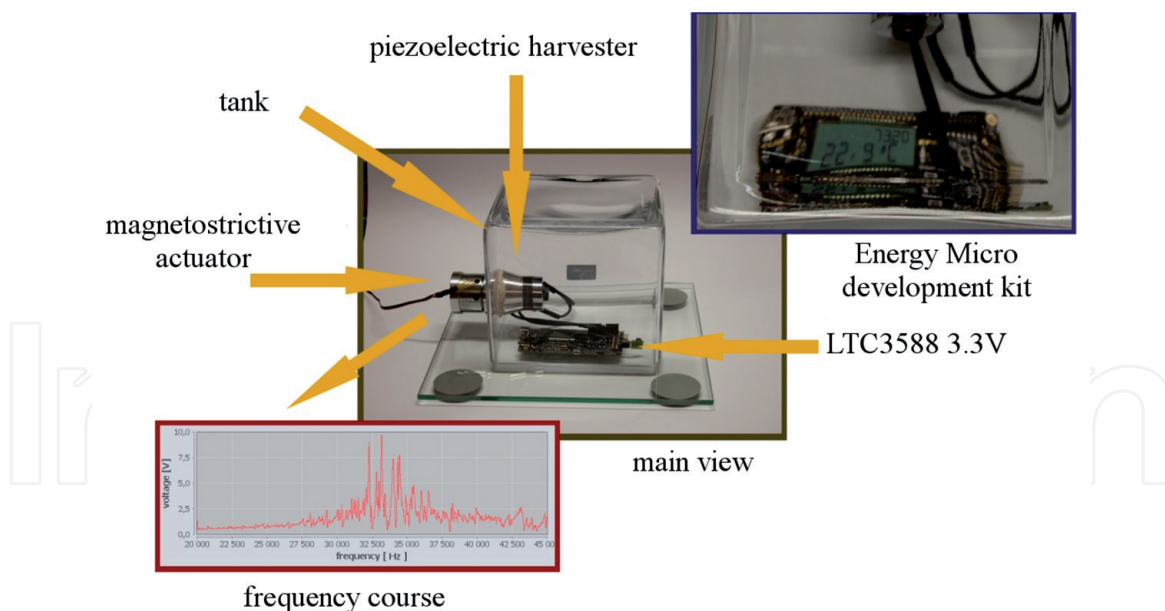 piezoelectric harvester
tank
magnetostrictive
actuator
7320
22,9°C
Energy Micro
development kit
LTC3588 3.3V
main view
10,0
7,5
5,0
2,5
0,0
voltage [V]
20 000 22 500 25 000 27 500 30 000 32 500 35 000 37 500 40 000 42 500 45 00
frequency [ Hz ]
frequency course